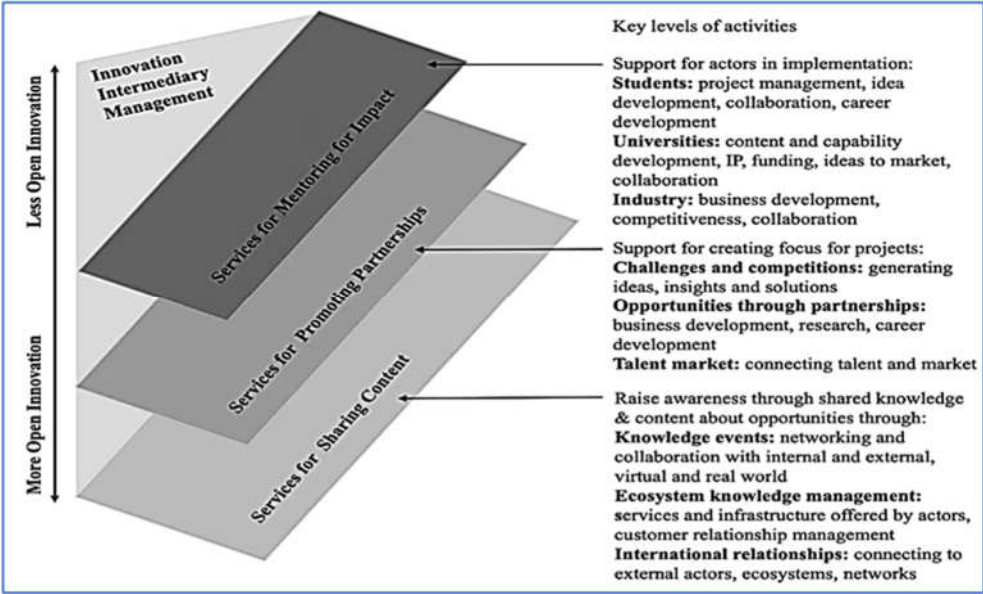 Less Open Innovation
More Open Innovation
Innovation
Intermediary
Management
Services for Mentoring for Impact
Services for Promoting Partnerships
Services for Sharing Content
Key levels of activities
Support for actors in implementation:
Students: project management, idea
development, collaboration, career
development
Universities: content and capability
development, IP, funding, ideas to market,
collaboration
Industry: business development,
competitiveness, collaboration
Support for creating focus for projects:
Challenges and competitions: generating
ideas, insights and solutions
Opportunities through partnerships:
business development, research, career
development
Talent market: connecting talent and market
Raise awareness through shared knowledge
& content about opportunities through:
Knowledge events: networking and
collaboration with internal and external,
virtual and real world
Ecosystem knowledge management:
services and infrastructure offered by actors,
customer relationship management
International relationships: connecting to
external actors, ecosystems, networks